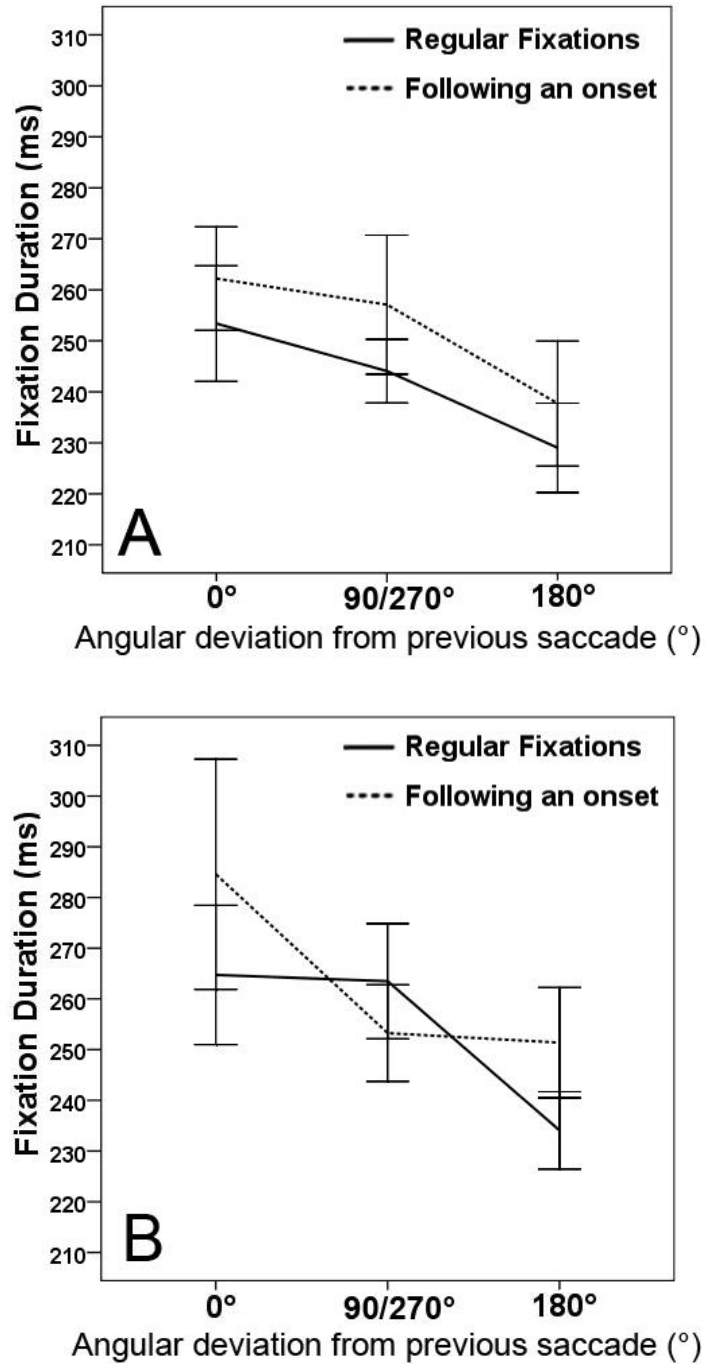 Fixation Duration (ms)
310
300
290
280
270
260
250
240
230
220
210
Regular Fixations
Following an onset
A
0° 90/270° 180°
Angular deviation from previous saccade (°)
Fixation Duration (ms)
310
300
290
280
270
260
250
240
230
220
210
Regular Fixations
Following an onset
B
0° 90/270° 180°
Angular deviation from previous saccade (°)